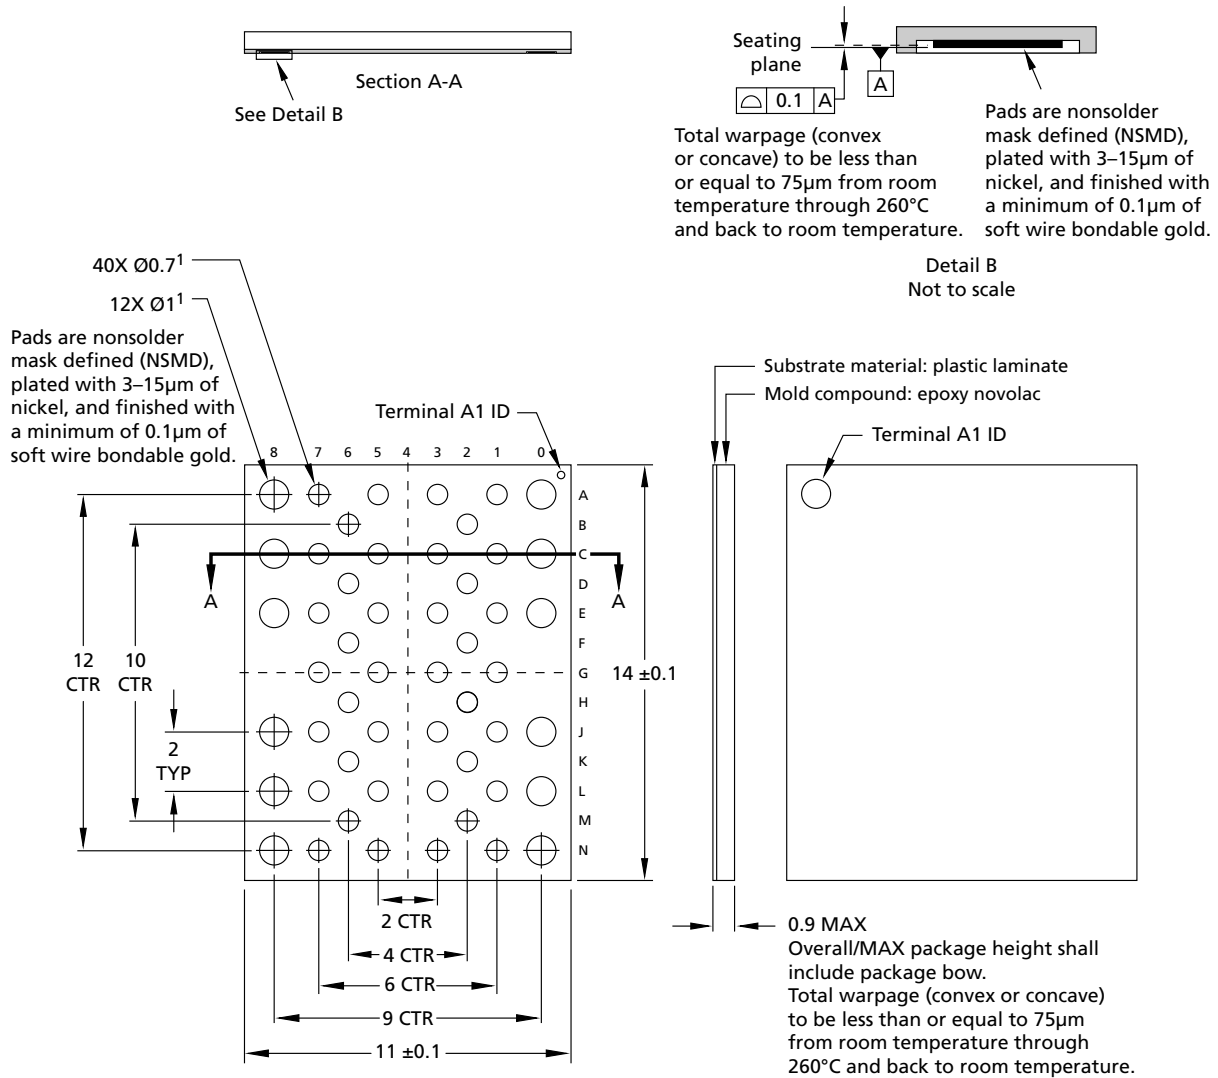 Section A-A
See Detail B
Seating
plane
0.1 A
A
Total warpage (convex
or concave) to be less than
or equal to 75µm from room
temperature through 260°C
and back to room temperature.
Pads are nonsolder
mask defined (NSMD),
plated with 3–15µm of
nickel, and finished with
a minimum of 0.1µm of
soft wire bondable gold.
Detail B
Not to scale
40X Ø0.7¹
12X Ø1¹
Pads are nonsolder
mask defined (NSMD),
plated with 3–15µm of
nickel, and finished with
a minimum of 0.1µm of
soft wire bondable gold.
Terminal A1 ID
8 7 6 5 4 3 2 1 0
A
B
C
D
E
F
G
H
J
K
L
M
N
A
A
12
CTR
10
CTR
2
TYP
14 ±0.1
2 CTR
4 CTR
6 CTR
9 CTR
11 ±0.1
Substrate material: plastic laminate
Mold compound: epoxy novolac
Terminal A1 ID
0.9 MAX
Overall/MAX package height shall
include package bow.
Total warpage (convex or concave)
to be less than or equal to 75µm
from room temperature through
260°C and back to room temperature.